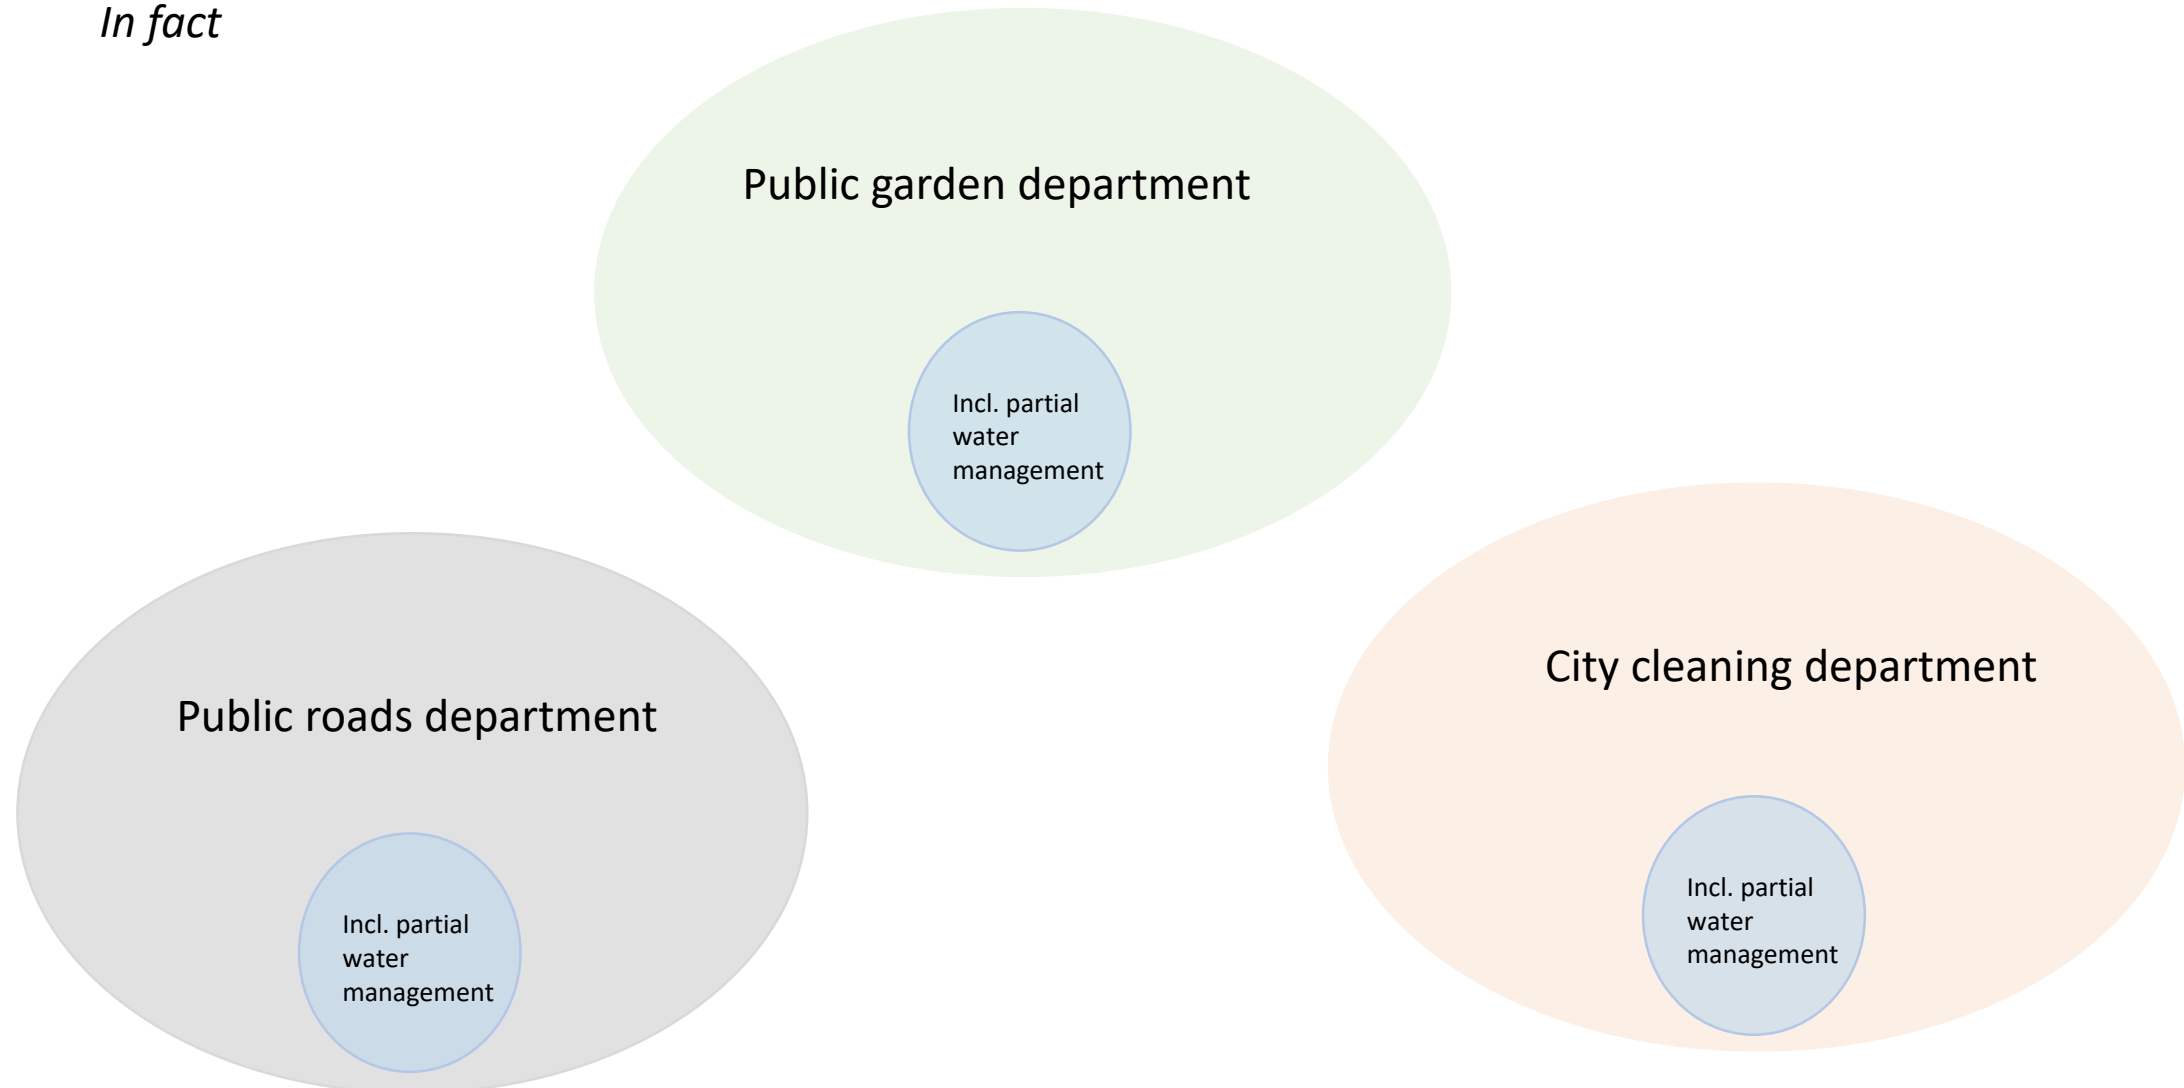 In fact
Public garden department
Incl. partial
water
management
City cleaning department
Public roads department
Incl. partial
water
management
Incl. partial
water
management